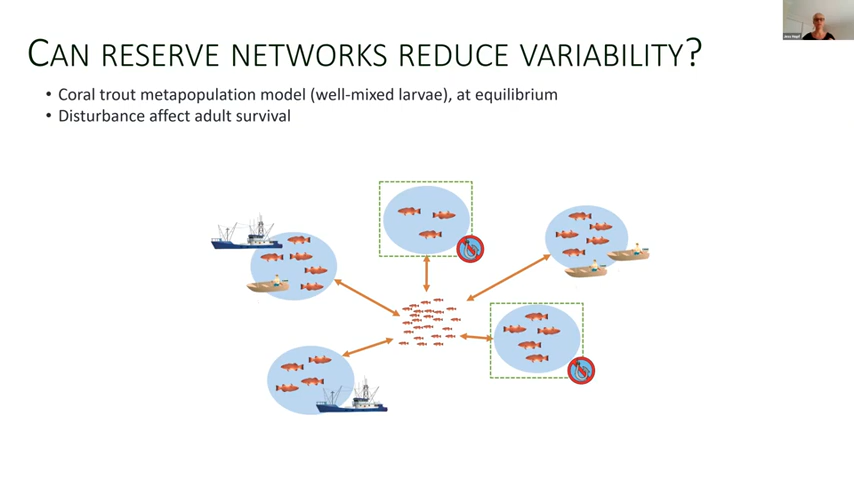 CAN RESERVE NETWORKS REDUCE VARIABILITY?
• Coral trout metapopulation model (well-mixed larvae), at equilibrium
• Disturbance affect adult survival